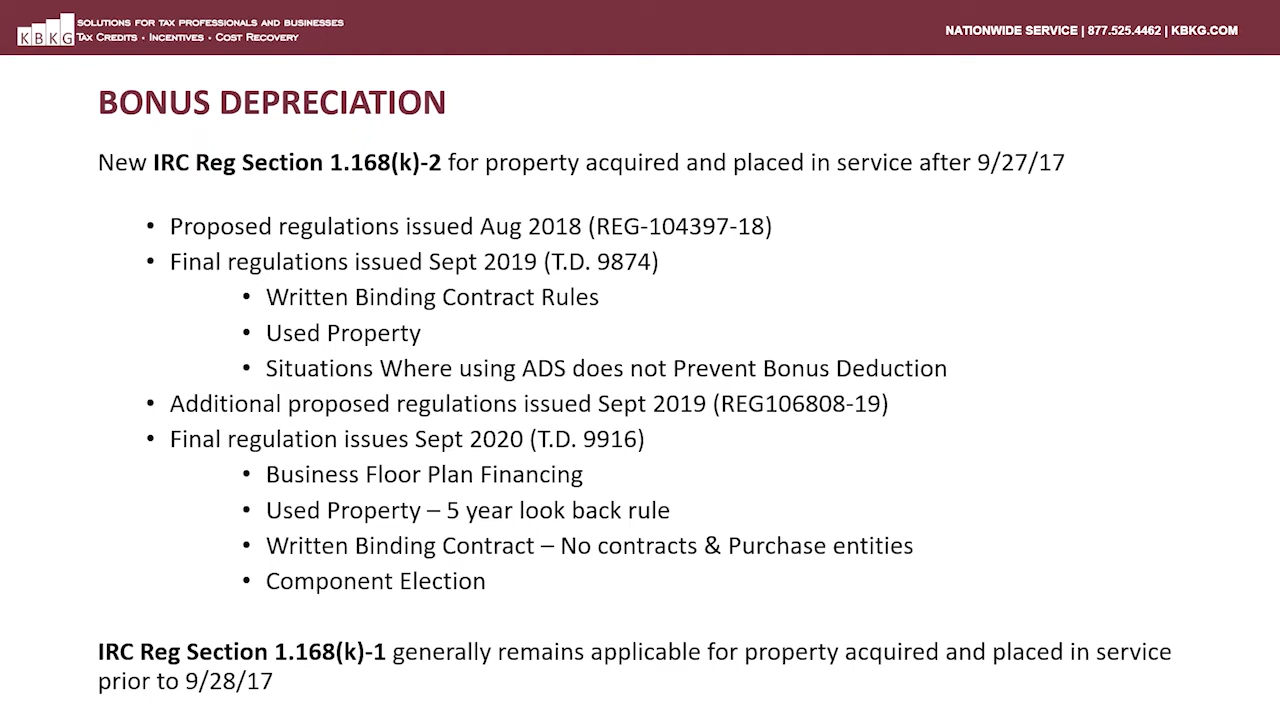 SOLUTIONS FOR TAX PROFESSIONALS AND BUSINESSES
KBKG TAX CREDITS • INCENTIVES • COST RECOVERY
NATIONWIDE SERVICE | 877.525.4462 | KBKG.COM
BONUS DEPRECIATION
New IRC Reg Section 1.168(k)-2 for property acquired and placed in service after 9/27/17
• Proposed regulations issued Aug 2018 (REG-104397-18)
• Final regulations issued Sept 2019 (T.D. 9874)
• Written Binding Contract Rules
• Used Property
• Situations Where using ADS does not Prevent Bonus Deduction
• Additional proposed regulations issued Sept 2019 (REG106808-19)
• Final regulation issues Sept 2020 (T.D. 9916)
• Business Floor Plan Financing
• Used Property – 5 year look back rule
• Written Binding Contract – No contracts & Purchase entities
• Component Election
IRC Reg Section 1.168(k)-1 generally remains applicable for property acquired and placed in service
prior to 9/28/17